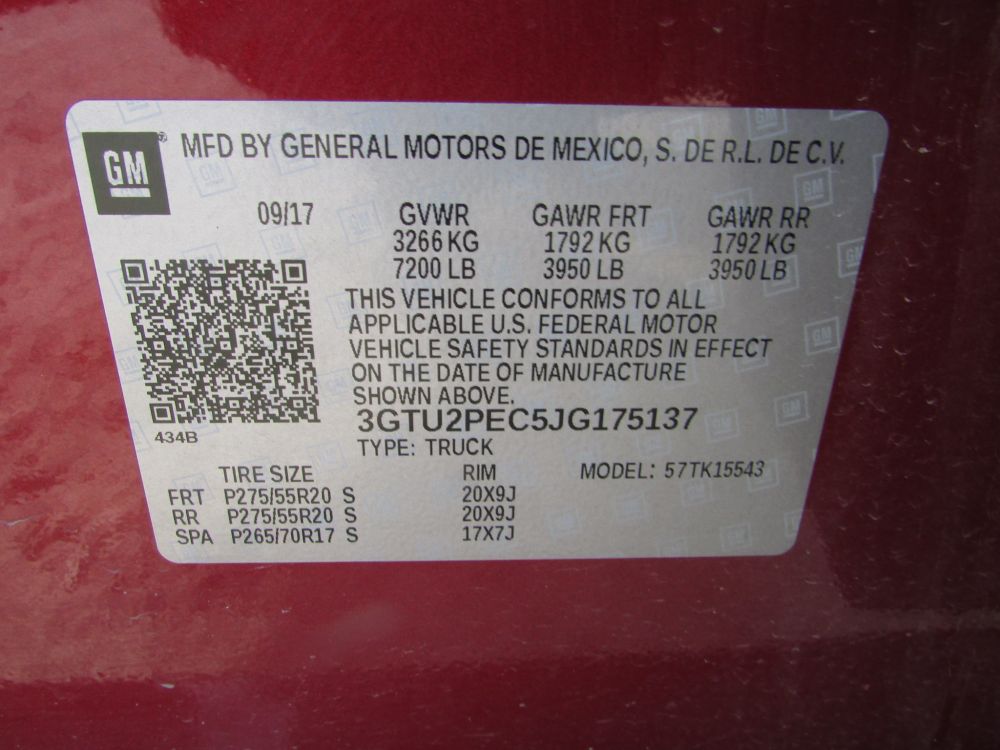 GM
MFD BY GENERAL MOTORS DE MEXICO, S. DE R.L. DE C.V.
09/17 GVWR GAWR FRT GAWR RR
3266 KG 1792 KG 1792 KG
7200 LB 3950 LB 3950 LB
THIS VEHICLE CONFORMS TO ALL
APPLICABLE U.S. FEDERAL MOTOR
VEHICLE SAFETY STANDARDS IN EFFECT
ON THE DATE OF MANUFACTURE
SHOWN ABOVE.
434B
3GTU2PEC5JG175137
TYPE: TRUCK
TIRE SIZE RIM MODEL: 57TK15543
FRT P275/55R20 S 20X9J
RR P275/55R20 S 20X9J
SPA P265/70R17 S 17X7J